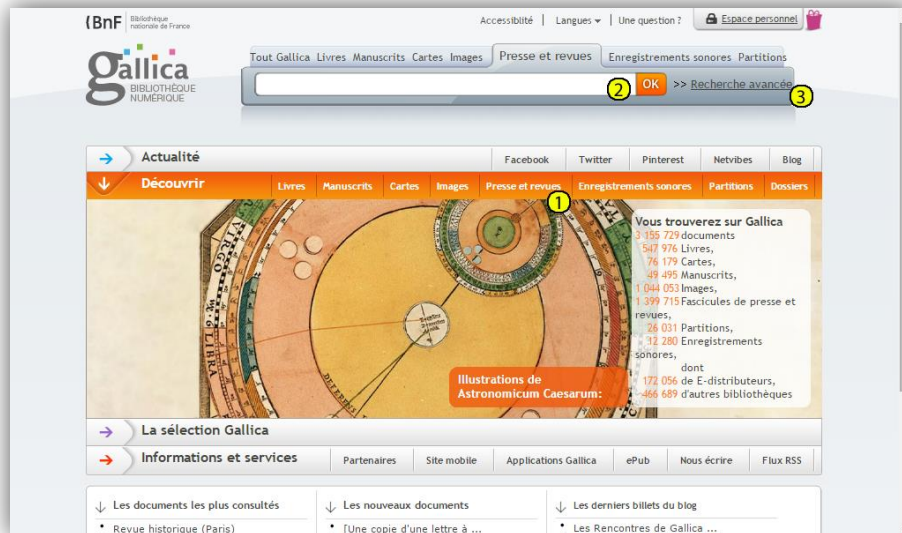 {BnF Bibliothèque
nationale de France
Accessiblité | Langues | Une question ? Espace personnel
gallica
BIBLIOTHÈQUE
NUMÉRIQUE
Tout Gallica Livres Manuscrits Cartes Images Presse et revues Enregistrements sonores Partitions
2 OK >> Recherche avancée 3
Actualité Facebook Twitter Pinterest Netvibes Blog
Découvrir Livres Manuscrits Cartes Images Presse et revues Enregistrements sonores Partitions Dossiers
1
Vous trouverez sur Gallica
3 155 729 documents
547 976 Livres,
76 179 Cartes,
49 495 Manuscrits,
1 044 053 Images,
1 399 715 Fascicules de presse et
revues,
26 031 Partitions,
32 280 Enregistrements
sonores,
dont
172 056 de E-distributeurs,
466 689 d'autres bibliothèques
VIRGO
LIBRA
Illustrations de
Astronomicum Caesarum:
La sélection Gallica
Informations et services Partenaires Site mobile Applications Gallica ePub Nous écrire Flux RSS
Les documents les plus consultés Les nouveaux documents Les derniers billets du blog
• Revue historique (Paris) • [Une copie d'une lettre à ... • Les Rencontres de Gallica ...